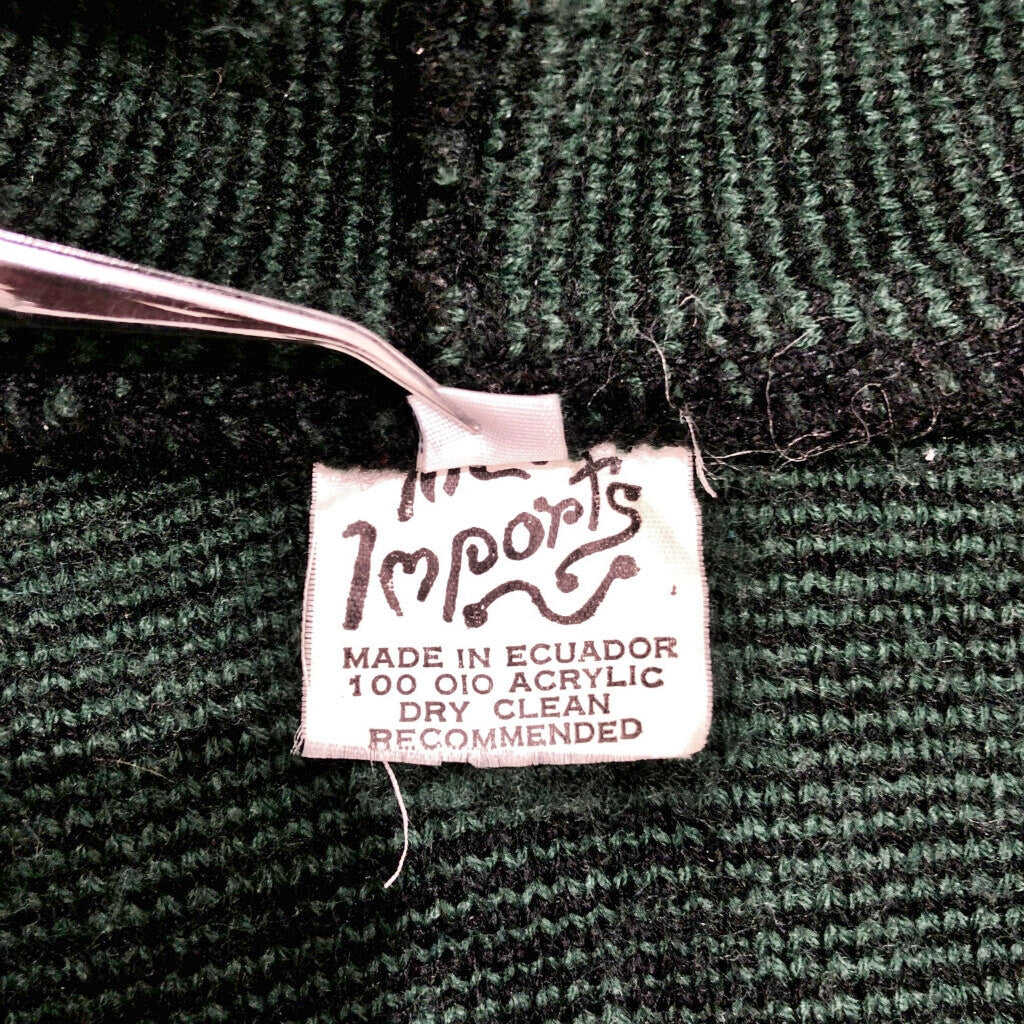 Imports
MADE IN ECUADOR
100 OIO ACRYLIC
DRY CLEAN
RECOMMENDED